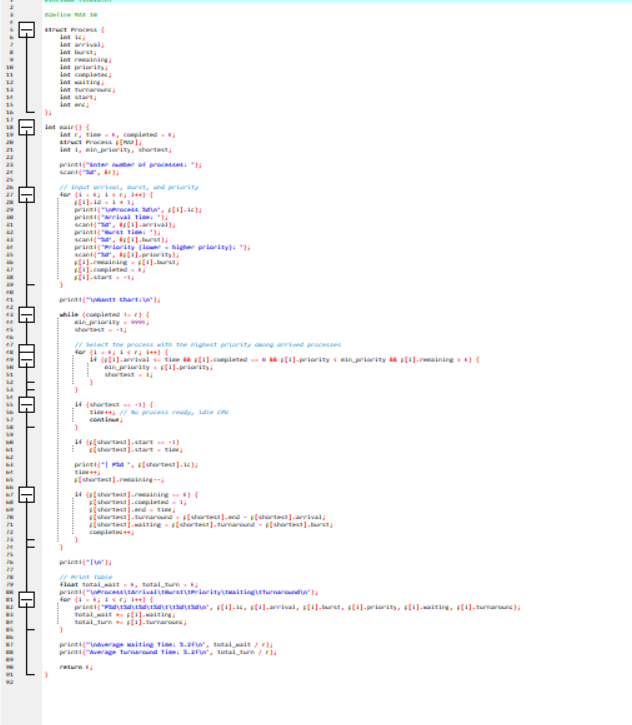 #define MAX 10
struct Process {
int id;
int arrival;
int burst;
int remaining;
int priority;
int completed;
int waiting;
int turnaround;
int start;
int end;
};
int main() {
int n, time = 0, completed = 0;
struct Process p[MAX];
int i, min_priority, shortest;
printf("Enter number of processes: ");
scanf("%d", &n);
// Input arrival, burst, and priority
for (i = 0; i < n; i++) {
p[i].id = i + 1;
printf("\nProcess %d\n", p[i].id);
printf("Arrival Time: ");
scanf("%d", &p[i].arrival);
printf("Burst Time: ");
scanf("%d", &p[i].burst);
printf("Priority (lower = higher priority): ");
scanf("%d", &p[i].priority);
p[i].remaining = p[i].burst;
p[i].completed = 0;
p[i].start = -1;
}
printf("\nGantt Chart:\n");
while (completed != n) {
min_priority = 9999;
shortest = -1;
// Select the process with the highest priority among arrived processes
for (i = 0; i < n; i++) {
if (p[i].arrival <= time && p[i].completed == 0 && p[i].priority < min_priority && p[i].remaining > 0) {
min_priority = p[i].priority;
shortest = i;
}
}
if (shortest == -1) {
time++; // No process ready, idle CPU
continue;
}
if (p[shortest].start == -1)
p[shortest].start = time;
printf("| P%d ", p[shortest].id);
time++;
p[shortest].remaining--;
if (p[shortest].remaining == 0) {
p[shortest].completed = 1;
p[shortest].end = time;
p[shortest].turnaround = p[shortest].end - p[shortest].arrival;
p[shortest].waiting = p[shortest].turnaround - p[shortest].burst;
completed++;
}
}
printf("|\n");
// Print table
float total_wait = 0, total_turn = 0;
printf("\nProcess\tArrival\tBurst\tPriority\tWaiting\tTurnaround\n");
for (i = 0; i < n; i++) {
printf("P%d\t%d\t%d\t%d\t\t%d\t%d\n", p[i].id, p[i].arrival, p[i].burst, p[i].priority, p[i].waiting, p[i].turnaround);
total_wait += p[i].waiting;
total_turn += p[i].turnaround;
}
printf("\nAverage Waiting Time: %.2f\n", total_wait / n);
printf("Average Turnaround Time: %.2f\n", total_turn / n);
return 0;
}